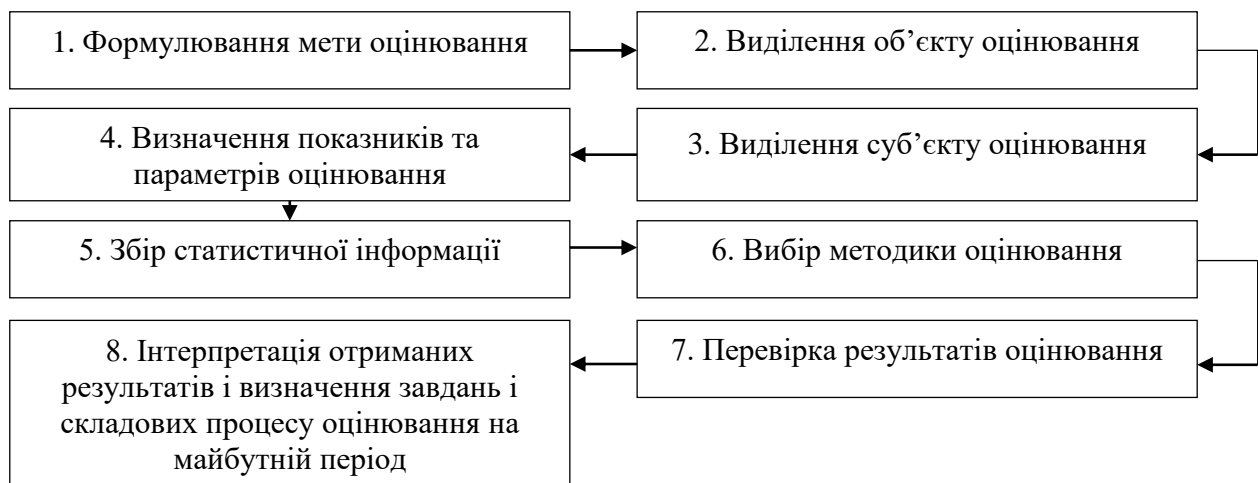 1. Формулювання мети оцінювання
2. Виділення об’єкту оцінювання
3. Виділення суб’єкту оцінювання
4. Визначення показників та
параметрів оцінювання
5. Збір статистичної інформації
6. Вибір методики оцінювання
7. Перевірка результатів оцінювання
8. Інтерпретація отриманих
результатів і визначення завдань і
складових процесу оцінювання на
майбутній період